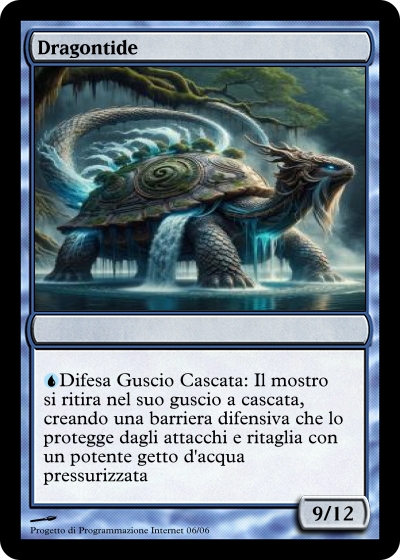 Dragontide
Difesa Guscio Cascata: Il mostro
si ritira nel suo guscio a cascata,
creando una barriera difensiva che lo
protegge dagli attacchi e ritaglia con
un potente getto d'acqua
pressurizzata
9/12
Progetto di Programmazione Internet 06/06